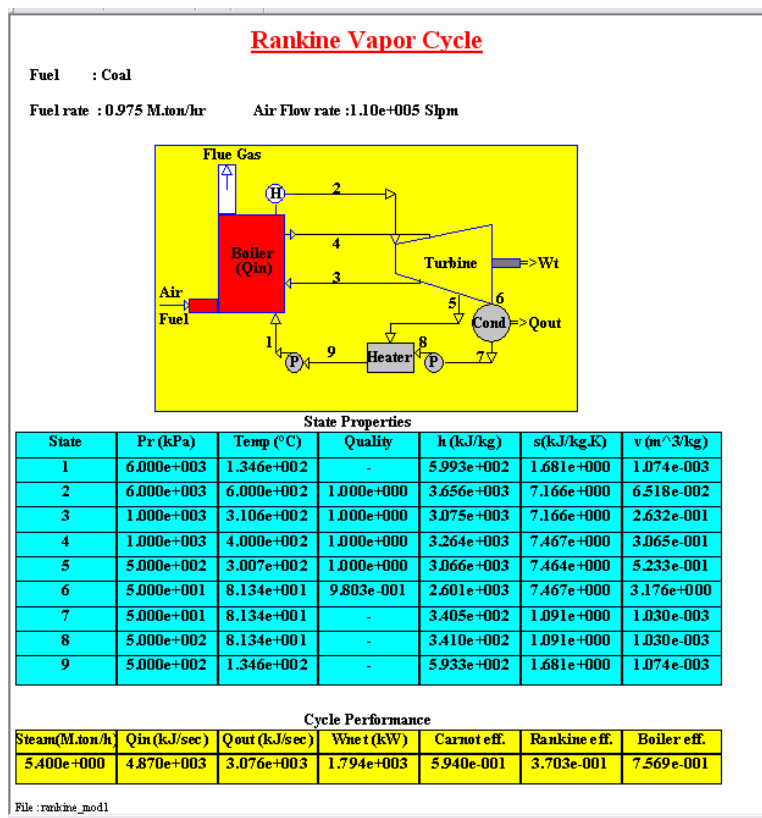 Rankine Vapor Cycle
Fuel : Coal
Fuel rate : 0.975 M.ton/hr Air Flow rate :1.10e+005 Slpm
Flue Gas
H 2
4
Boiler
(Qin)
Turbine =>Wt
3
Air
Fuel
5 6
Cond =>Qout
1 9 Heater 8 7
P P
State Properties
State Pr (kPa) Temp (°C) Quality h (kJ/kg) s(kJ/kg.K) v (m^3/kg)
1 6.000e+003 1.346e+002 - 5.993e+002 1.681e+000 1.074e-003
2 6.000e+003 6.000e+002 1.000e+000 3.656e+003 7.166e+000 6.518e-002
3 1.000e+003 3.106e+002 1.000e+000 3.075e+003 7.166e+000 2.632e-001
4 1.000e+003 4.000e+002 1.000e+000 3.264e+003 7.467e+000 3.065e-001
5 5.000e+002 3.007e+002 1.000e+000 3.066e+003 7.464e+000 5.233e-001
6 5.000e+001 8.134e+001 9.803e-001 2.601e+003 7.467e+000 3.176e+000
7 5.000e+001 8.134e+001 - 3.405e+002 1.091e+000 1.030e-003
8 5.000e+002 8.134e+001 - 3.410e+002 1.091e+000 1.030e-003
9 5.000e+002 1.346e+002 - 5.933e+002 1.681e+000 1.074e-003
Cycle Performance
Steam(M.ton/h) Qin (kJ/sec) Qout (kJ/sec) Wnet (kW) Carnot eff. Rankine eff. Boiler eff.
5.400e+000 4.870e+003 3.076e+003 1.794e+003 5.940e-001 3.703e-001 7.569e-001
File :rankine_mod1